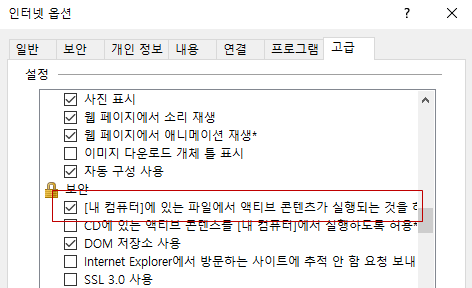 인터넷 옵션
일반 보안 개인 정보 내용 연결 프로그램 고급
설정
사진 표시
웹 페이지에서 소리 재생
웹 페이지에서 애니메이션 재생*
이미지 다운로드 개체 틀 표시
자동 구성 사용
보안
[내 컴퓨터]에 있는 파일에서 액티브 콘텐츠가 실행되는 것을
CD에 있는 액티브 콘텐츠를 [내 컴퓨터]에서 실행하도록 허용*
DOM 저장소 사용
Internet Explorer에서 방문하는 사이트에 추적 안 함 요청 보내
SSL 3.0 사용